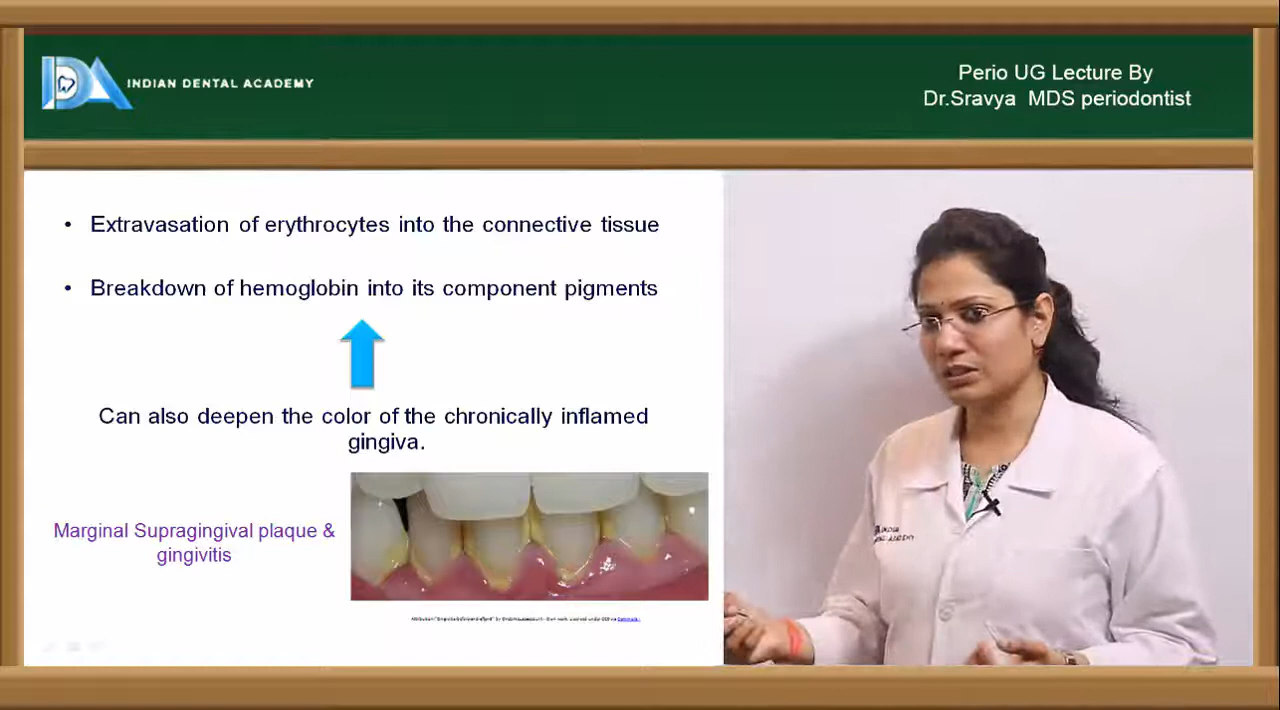 INDIAN DENTAL ACADEMY
Perio UG Lecture By
Dr.Sravya MDS periodontist
• Extravasation of erythrocytes into the connective tissue
• Breakdown of hemoglobin into its component pigments
Can also deepen the color of the chronically inflamed
gingiva.
Marginal Supragingival plaque &
gingivitis